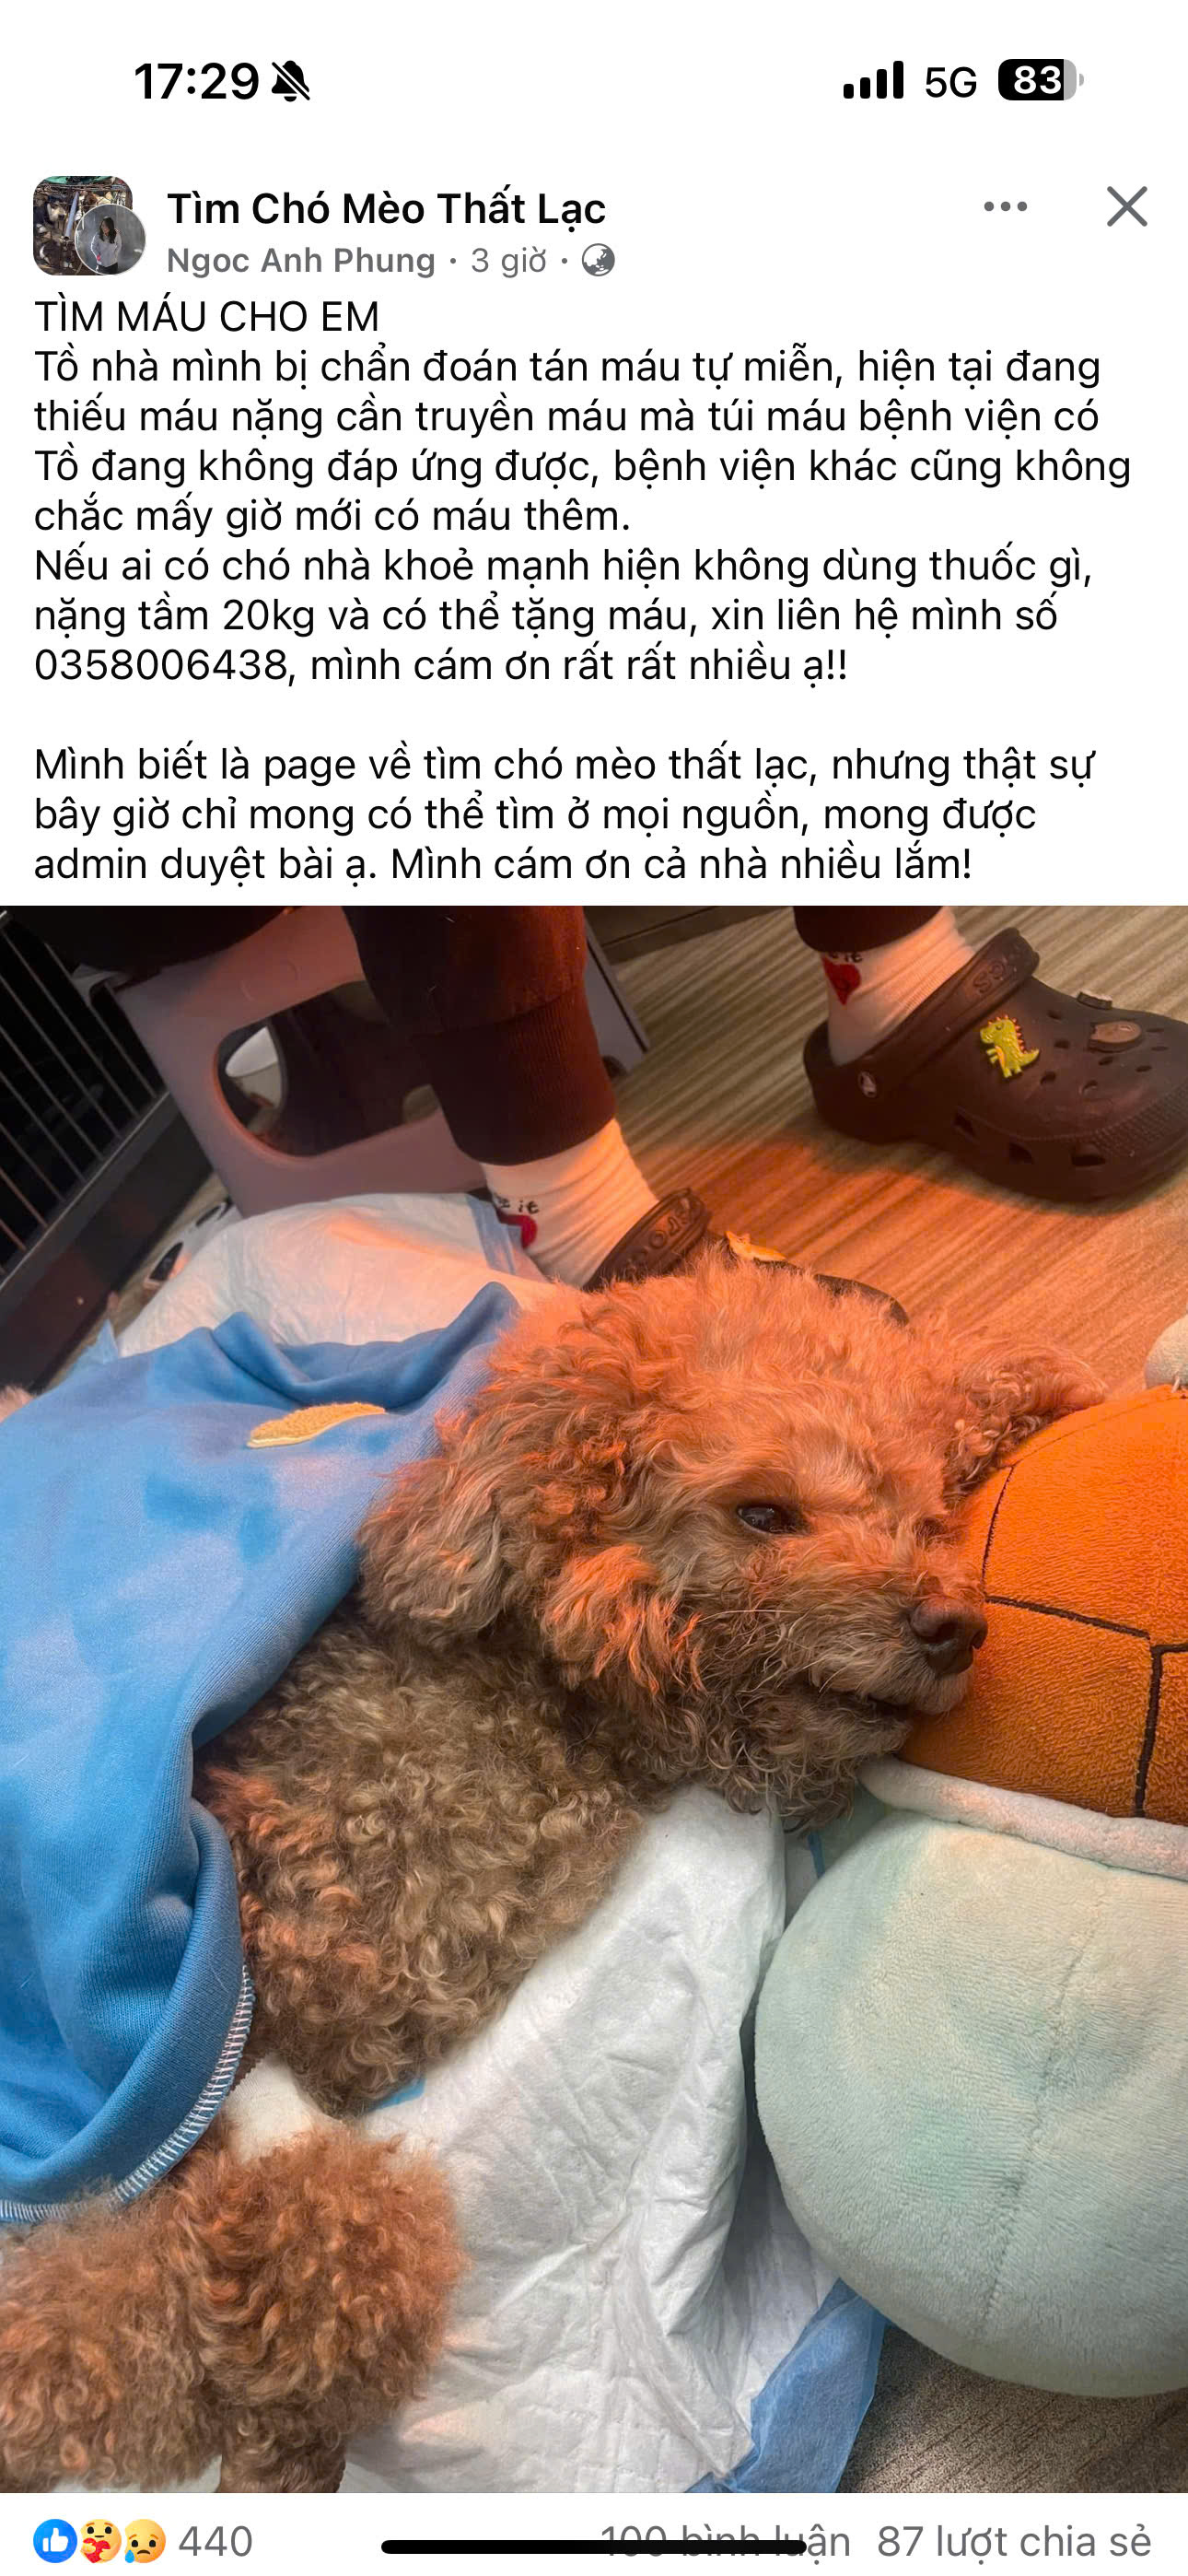 17:29
5G
83
Tìm Chó Mèo Thất Lạc
Ngoc Anh Phung · 3 giờ ·
TÌM MÁU CHO EM
Tồ nhà mình bị chẩn đoán tán máu tự miễn, hiện tại đang
thiếu máu nặng cần truyền máu mà túi máu bệnh viện có
Tồ đang không đáp ứng được, bệnh viện khác cũng không
chắc mấy giờ mới có máu thêm.
Nếu ai có chó nhà khoẻ mạnh hiện không dùng thuốc gì,
nặng tầm 20kg và có thể tặng máu, xin liên hệ mình số
0358006438, mình cám ơn rất rất nhiều ạ!!
Mình biết là page về tìm chó mèo thất lạc, nhưng thật sự
bây giờ chỉ mong có thể tìm ở mọi nguồn, mong được
admin duyệt bài ạ. Mình cám ơn cả nhà nhiều lắm!
it
it
440
100 bình luận
87 lượt chia sẻ